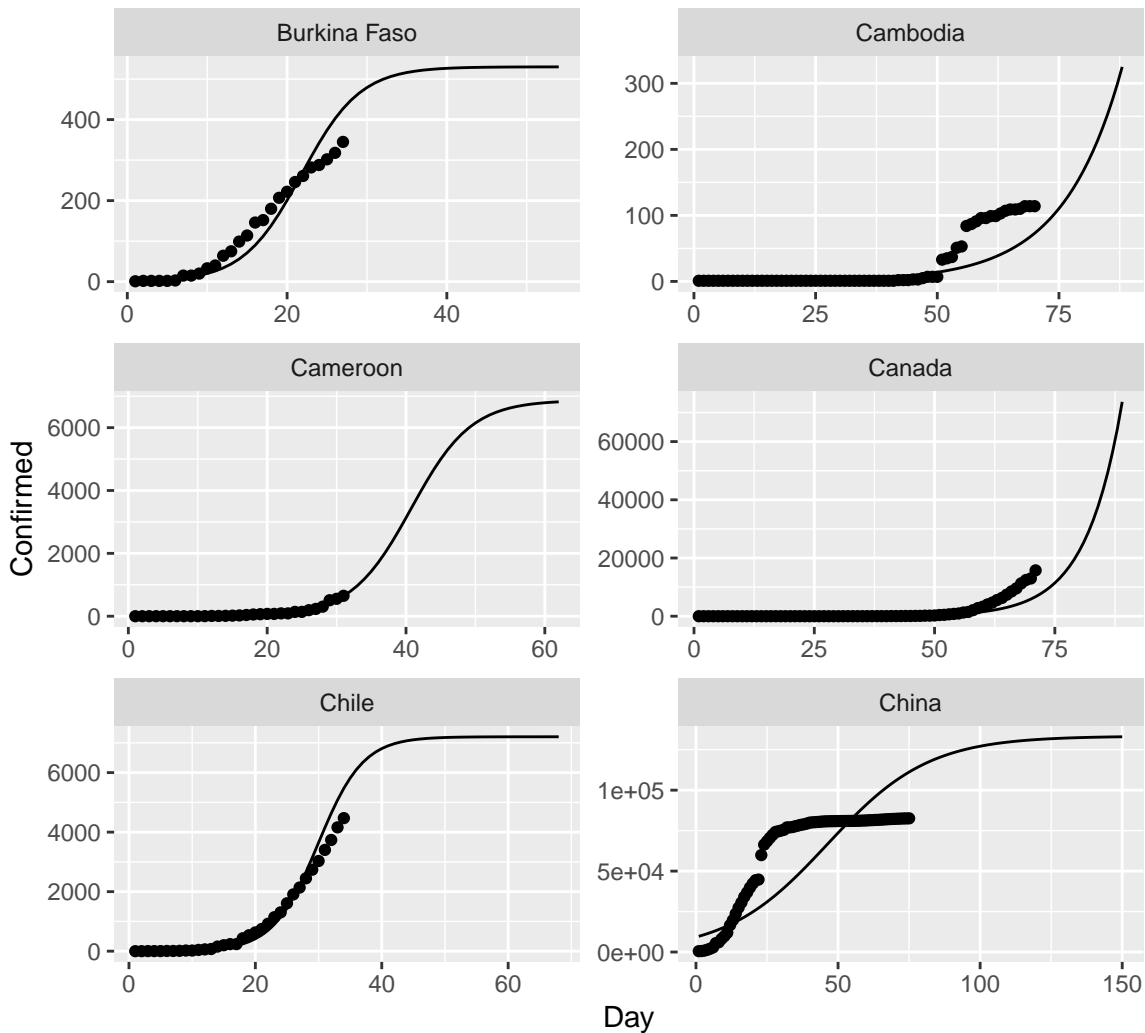 Burkina Faso
Cambodia
400
200
0
0 20 40
300
200
100
0
0 25 50 75
Cameroon
Canada
6000
4000
2000
0
0 20 40 60
60000
40000
20000
0
0 25 50 75
Chile
China
6000
4000
2000
0
0 20 40 60
1e+05
5e+04
0e+00
0 50 100 150
Confirmed
Day